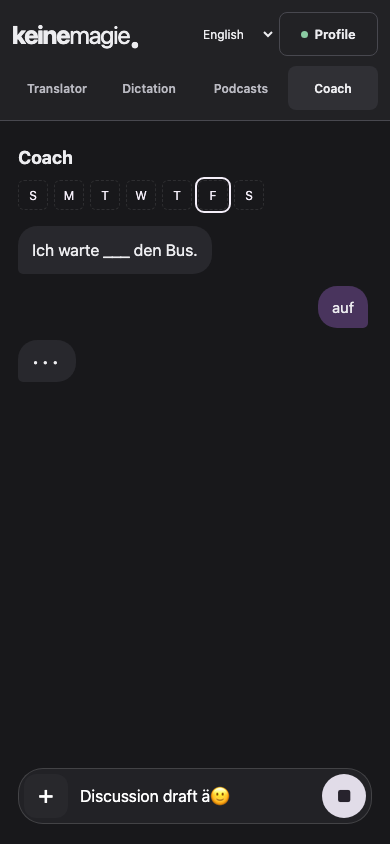 keinemagie.
English
Profile
Translator Dictation Podcasts Coach
Coach
S M T W T F S
Ich warte ___ den Bus.
auf
...
+ Discussion draft ä🙂